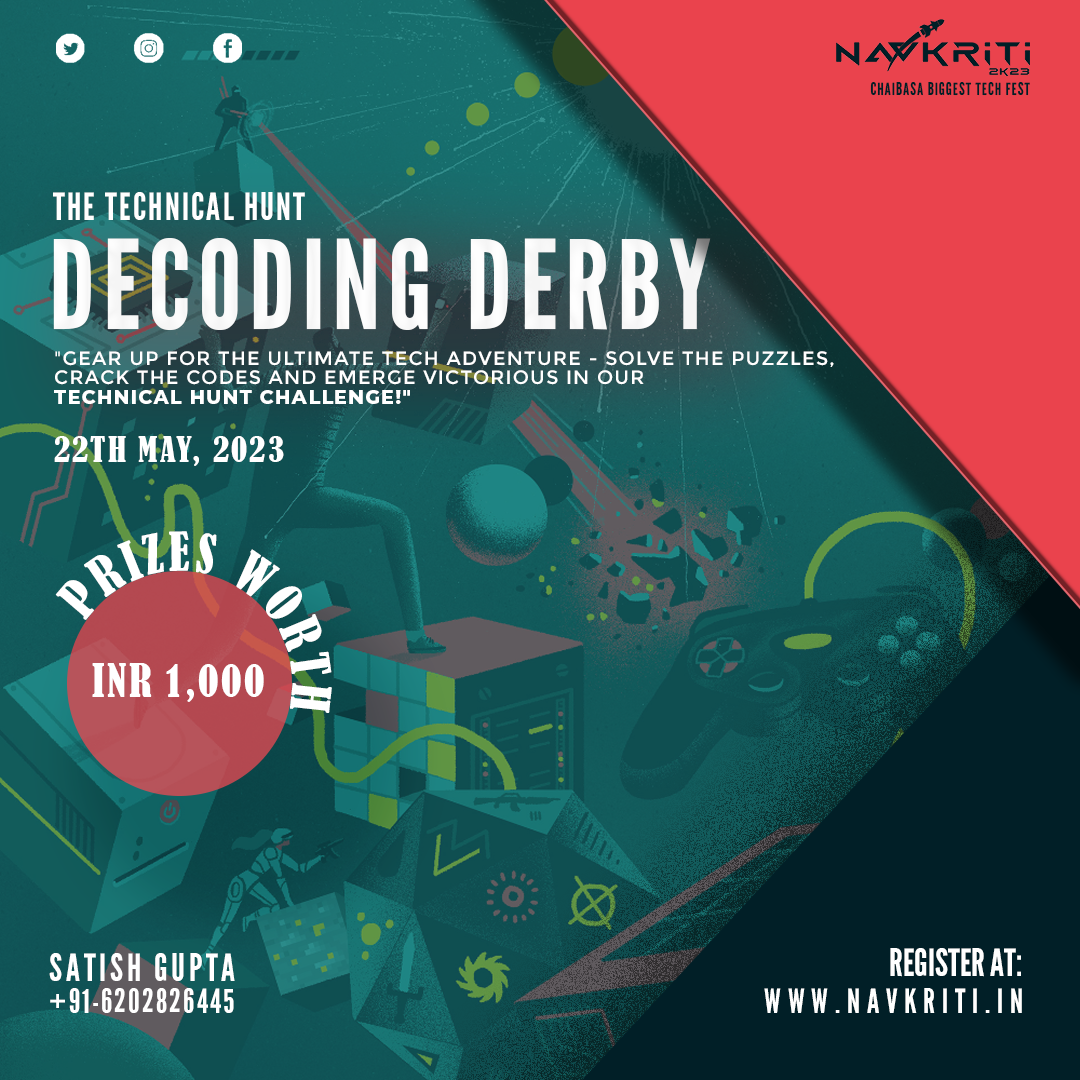 NAVKRITI
2K23
CHAIBASA BIGGEST TECH FEST
THE TECHNICAL HUNT
DECODING DERBY
"GEAR UP FOR THE ULTIMATE TECH ADVENTURE - SOLVE THE PUZZLES,
CRACK THE CODES AND EMERGE VICTORIOUS IN OUR
TECHNICAL HUNT CHALLENGE!"
22TH MAY, 2023
PRIZES WORTH
INR 1,000
SATISH GUPTA
+91-6202826445
REGISTER AT:
WWW.NAVKRITI.IN